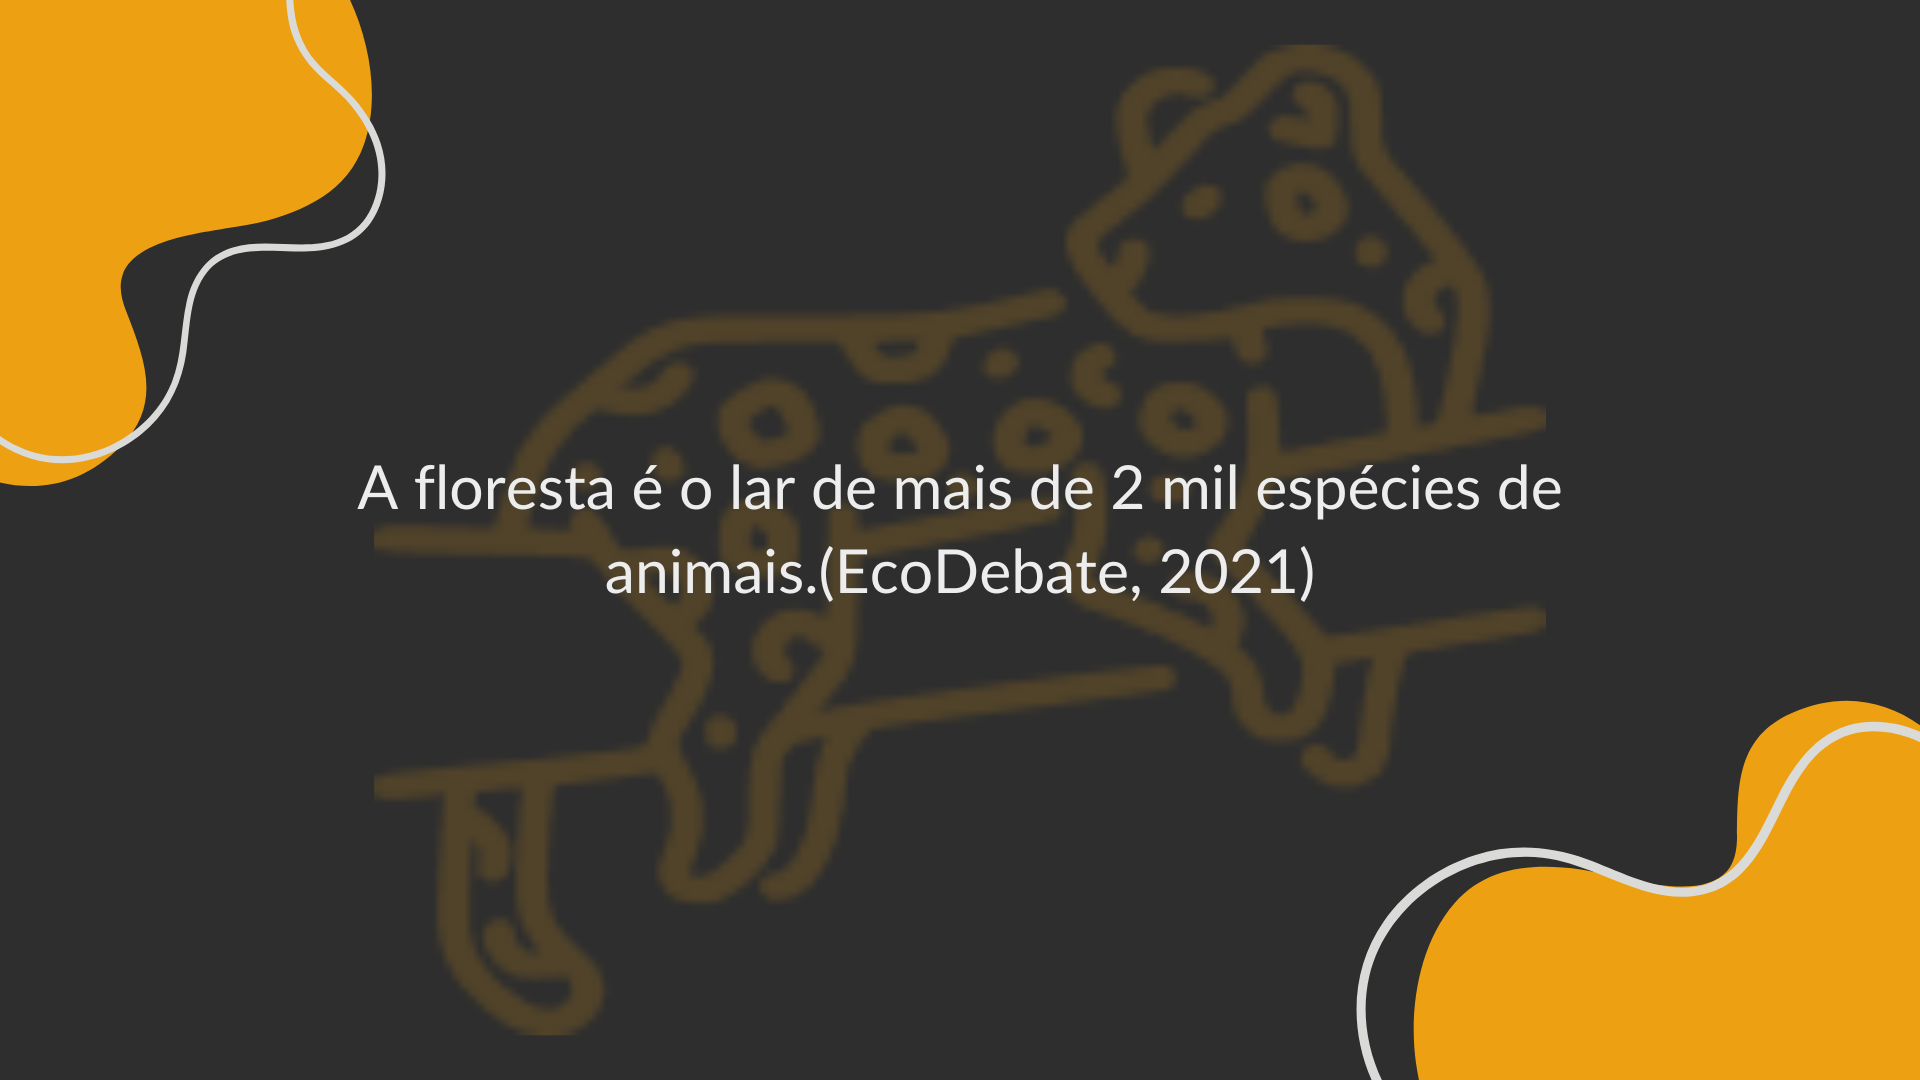 A floresta é o lar de mais de 2 mil espécies de
animais.(EcoDebate, 2021)